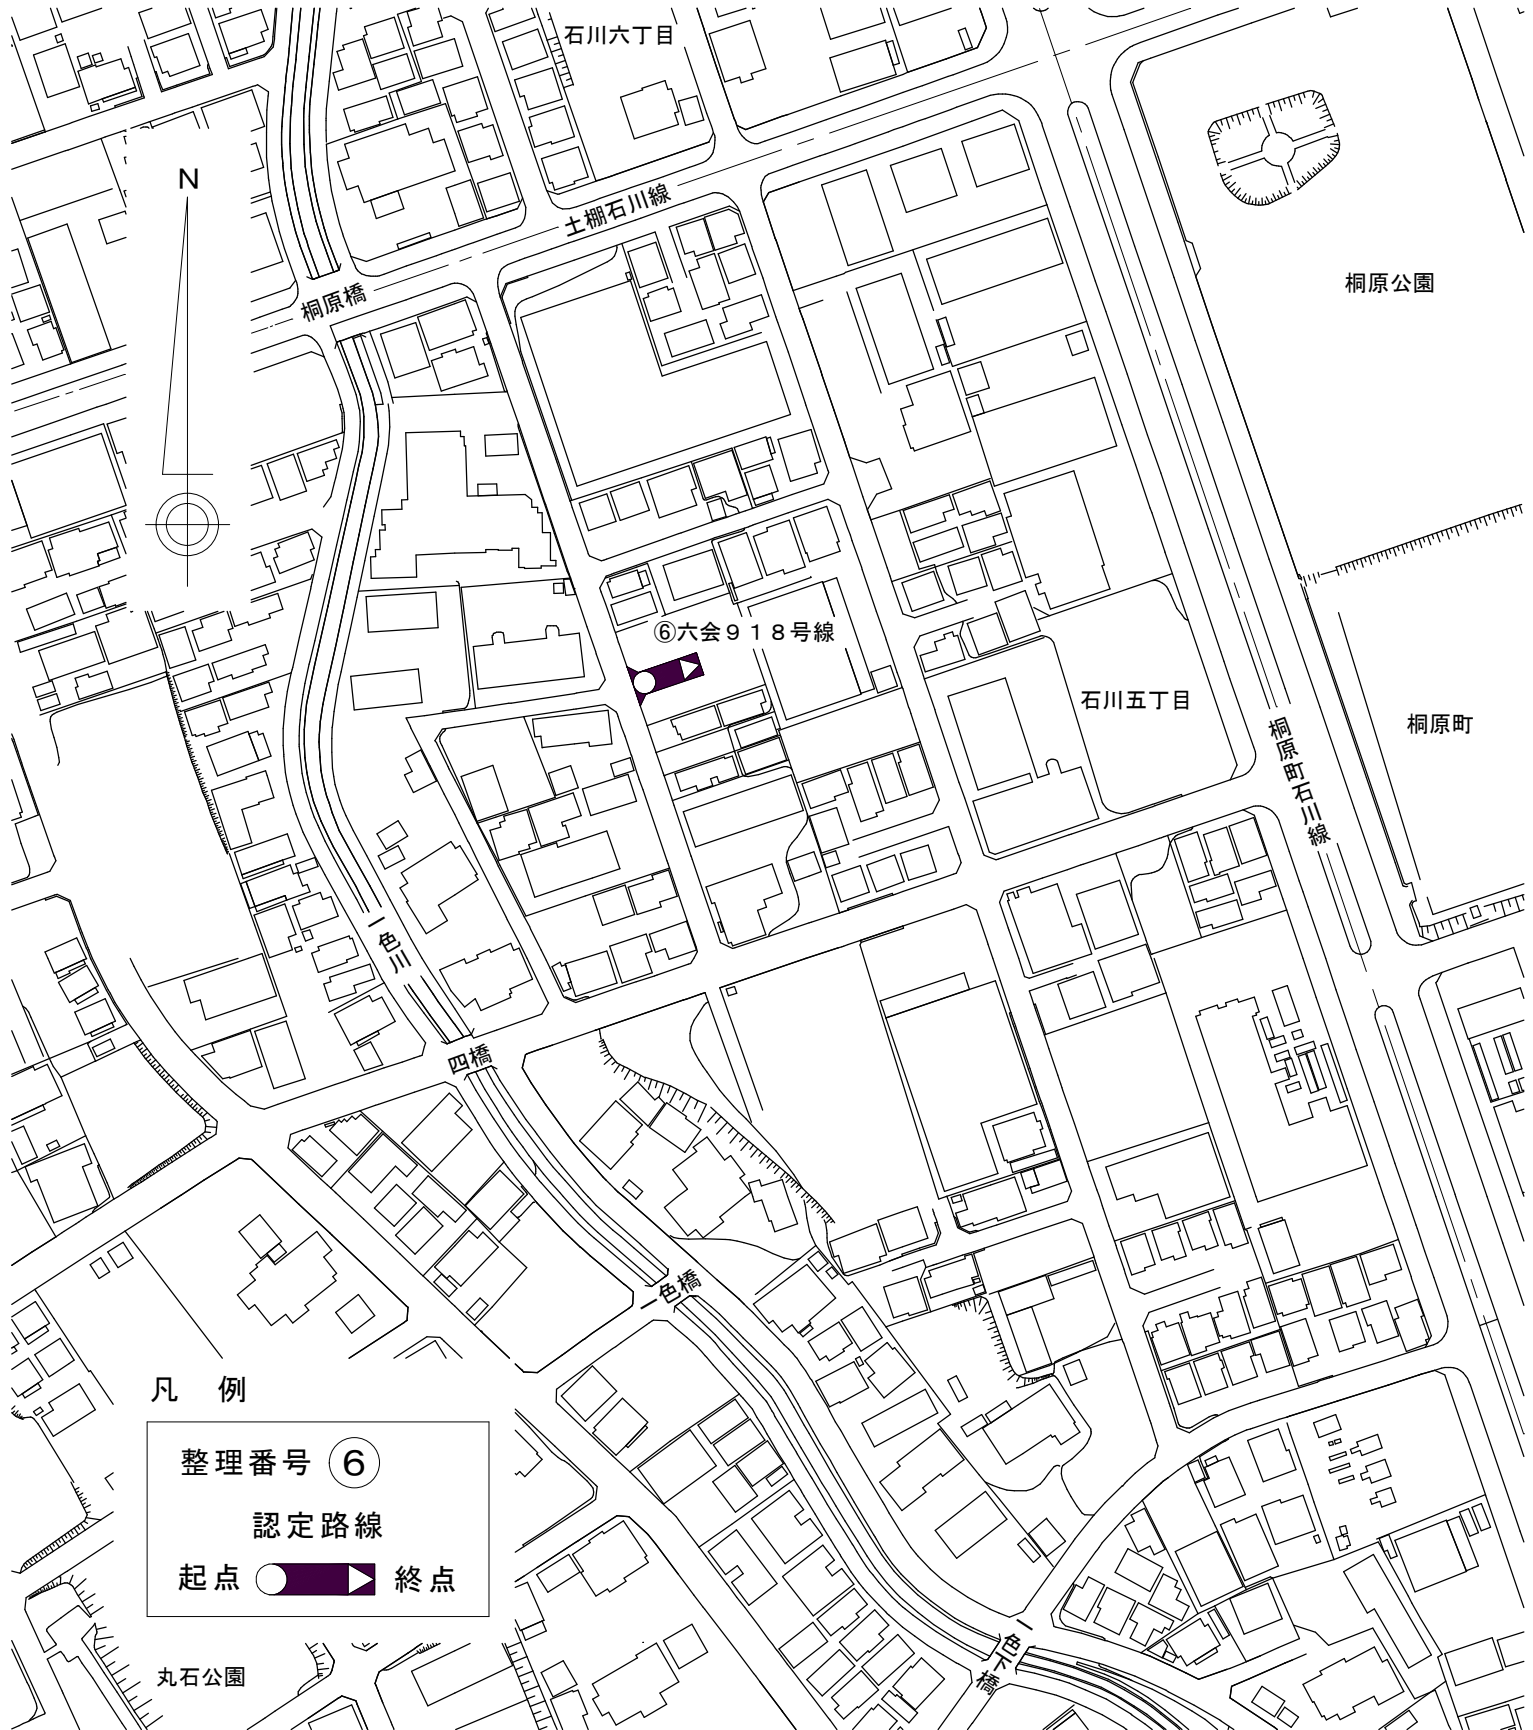 石川六丁目
N
土棚石川線
桐原公園
桐原橋
⑥六会９１８号線
石川五丁目
桐原町
桐原町石川線
一色川
四橋
一色橋
凡　例
整理番号 ⑥
認定路線
起点 終点
一色下橋
丸石公園